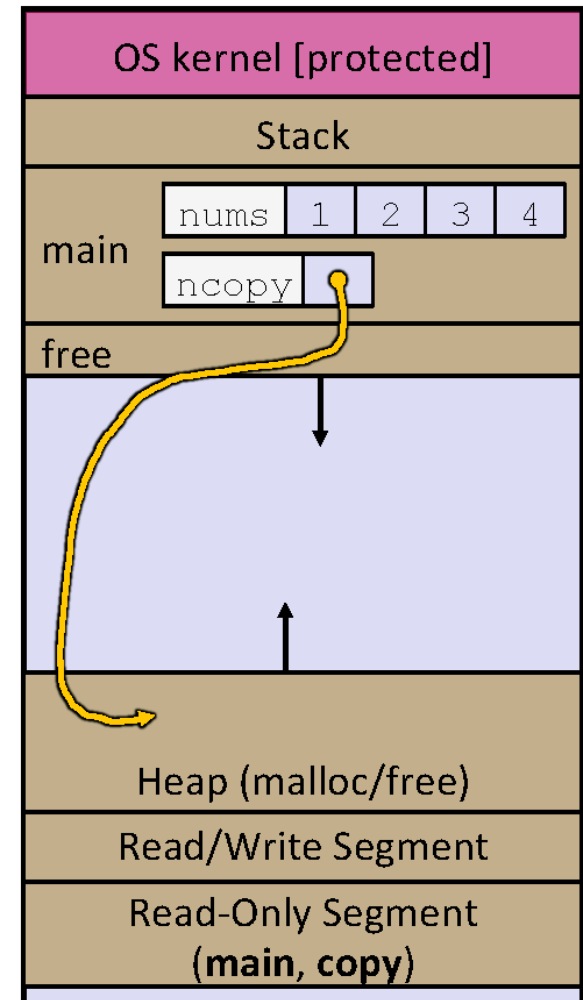 OS kernel [protected]
Stack
nums 1 2 3 4
main
ncopy
free
Heap (malloc/free)
Read/Write Segment
Read-Only Segment
(main, copy)